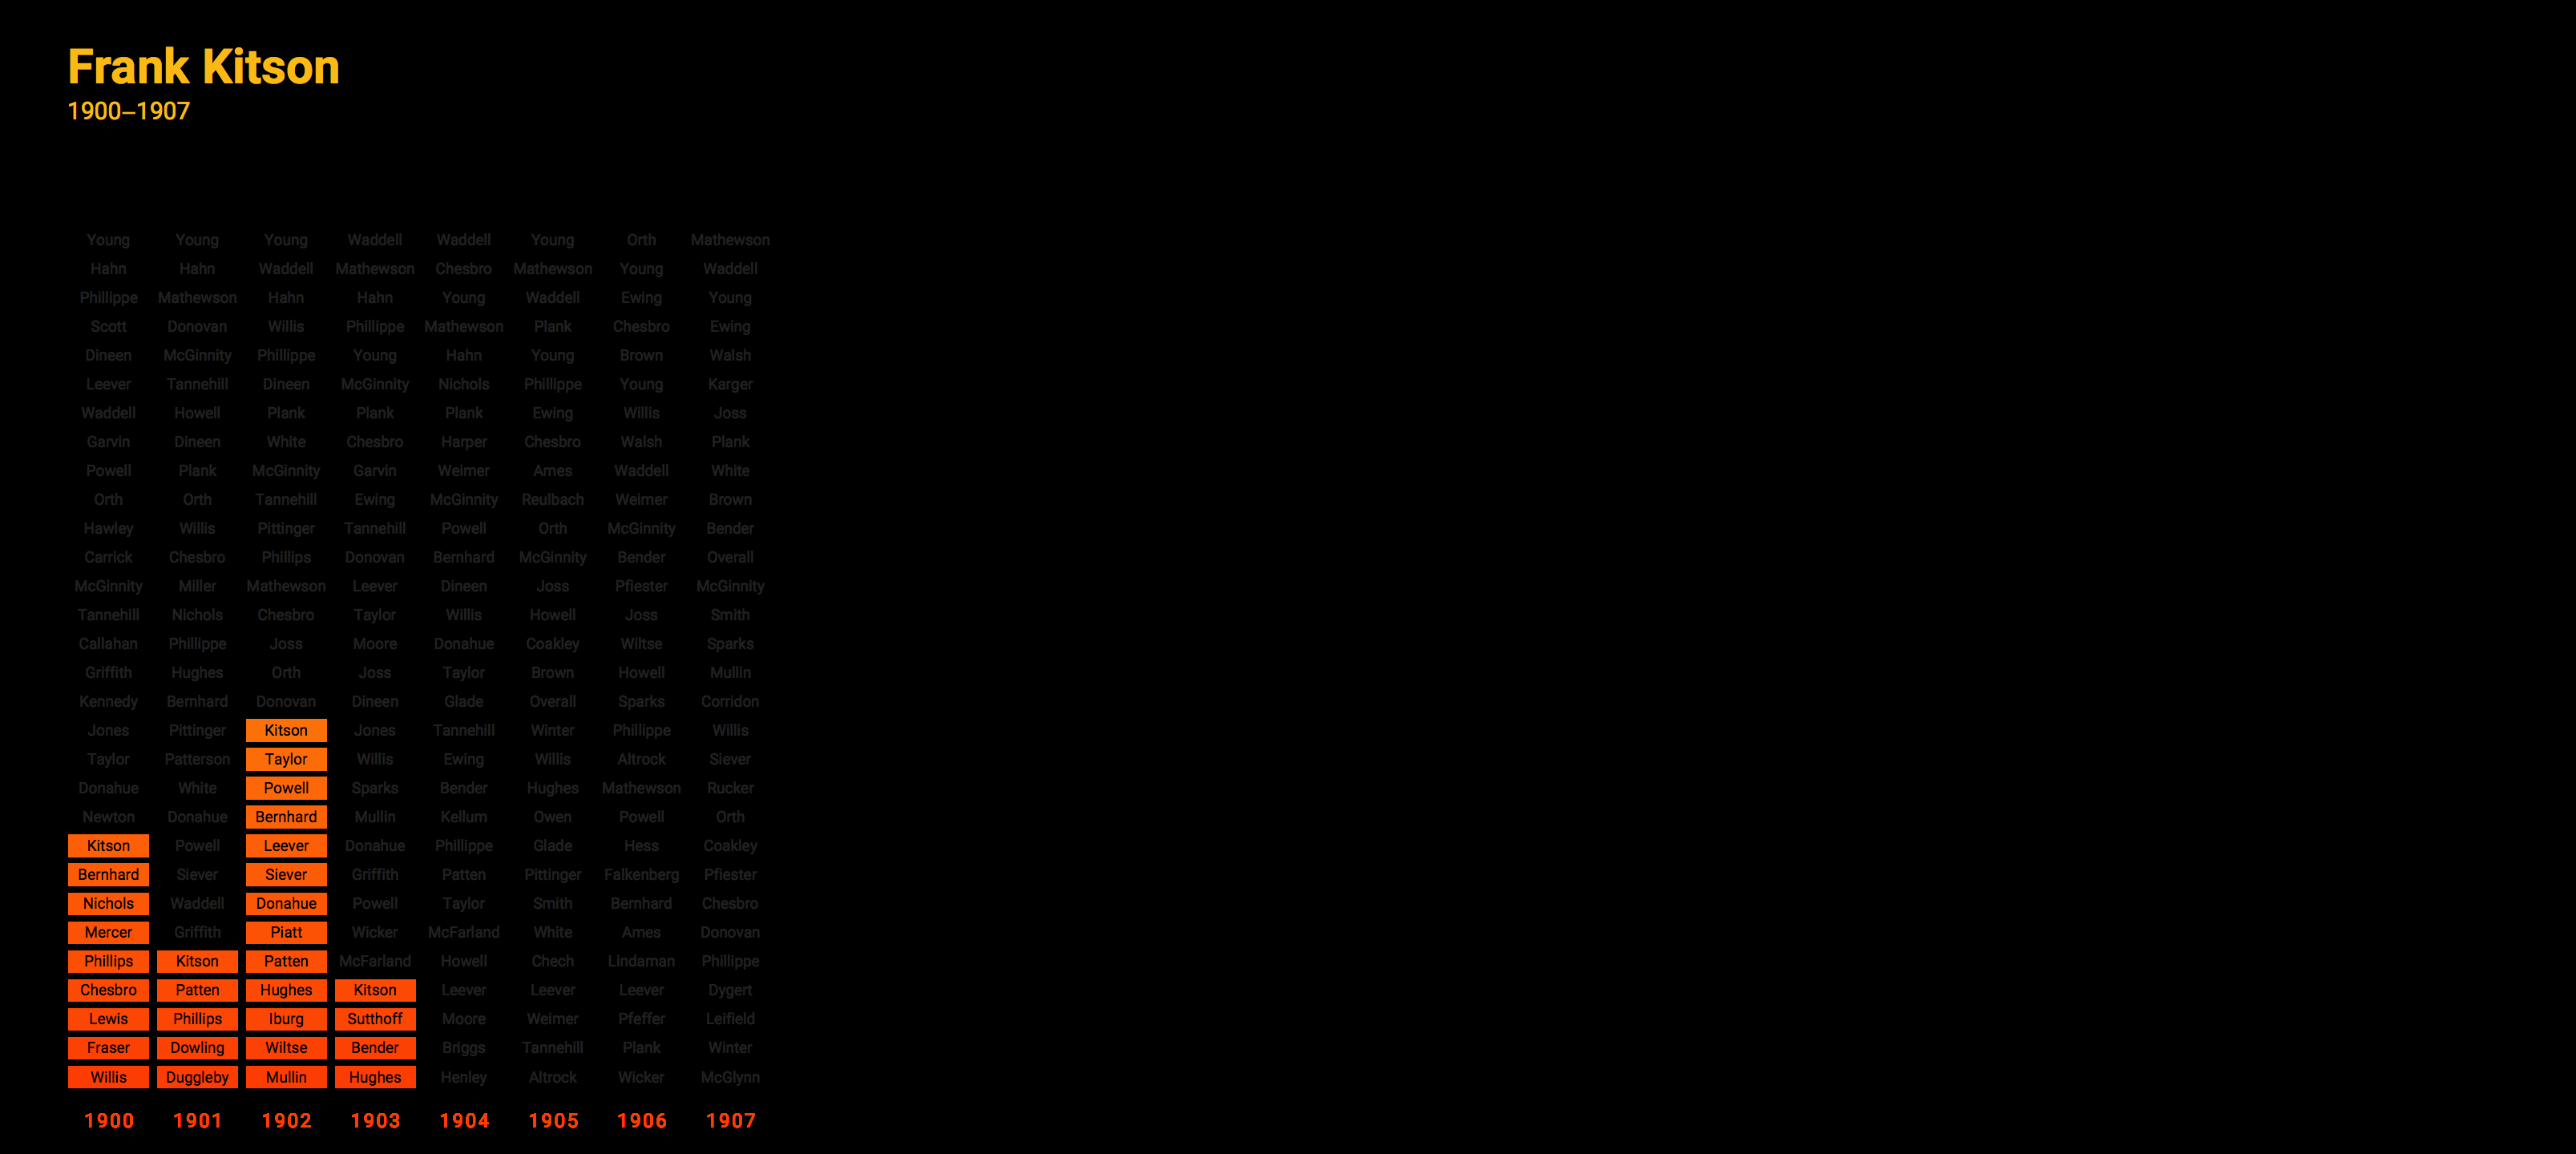 Frank Kitson
1900–1907
Young Young Young Waddell Waddell Young Orth Mathewson
Hahn Hahn Waddell Mathewson Chesbro Mathewson Young Waddell
Phillippe Mathewson Hahn Hahn Young Waddell Ewing Young
Scott Donovan Willis Phillippe Mathewson Plank Chesbro Ewing
Dineen McGinnity Phillippe Young Hahn Young Brown Walsh
Leever Tannehill Dineen McGinnity Nichols Phillippe Young Karger
Waddell Howell Plank Plank Plank Ewing Willis Joss
Garvin Dineen White Chesbro Harper Chesbro Walsh Plank
Powell Plank McGinnity Garvin Weimer Ames Waddell White
Orth Orth Tannehill Ewing McGinnity Reulbach Weimer Brown
Hawley Willis Pittinger Tannehill Powell Orth McGinnity Bender
Carrick Chesbro Phillips Donovan Bernhard McGinnity Bender Overall
McGinnity Miller Mathewson Leever Dineen Joss Pfiester McGinnity
Tannehill Nichols Chesbro Taylor Willis Howell Joss Smith
Callahan Phillippe Joss Moore Donahue Coakley Wiltse Sparks
Griffith Hughes Orth Joss Taylor Brown Howell Mullin
Kennedy Bernhard Donovan Dineen Glade Overall Sparks Corridon
Jones Pittinger Kitson Jones Tannehill Winter Phillippe Willis
Taylor Patterson Taylor Willis Ewing Willis Altrock Siever
Donahue White Powell Sparks Bender Hughes Mathewson Rucker
Newton Donahue Bernhard Mullin Kellum Owen Powell Orth
Kitson Powell Leever Donahue Phillippe Glade Hess Coakley
Bernhard Siever Siever Griffith Patten Pittinger Falkenberg Pfiester
Nichols Waddell Donahue Powell Taylor Smith Bernhard Chesbro
Mercer Griffith Piatt Wicker McFarland White Ames Donovan
Phillips Kitson Patten McFarland Howell Chech Lindaman Phillippe
Chesbro Patten Hughes Kitson Leever Leever Leever Dygert
Lewis Phillips Iburg Sutthoff Moore Weimer Pfeffer Leifield
Fraser Dowling Wiltse Bender Briggs Tannehill Plank Winter
Willis Duggleby Mullin Hughes Henley Altrock Wicker McGlynn
1900 1901 1902 1903 1904 1905 1906 1907